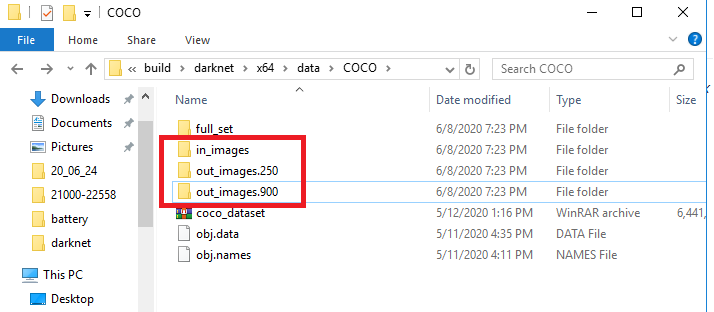 COCO
File Home Share View
« build › darknet › x64 › data › COCO › Search COCO
Downloads
Documents
Pictures
20_06_24
21000-22558
battery
darknet
This PC
Desktop
Name Date modified Type Size
full_set 6/8/2020 7:23 PM File folder
in_images 6/8/2020 7:23 PM File folder
out_images.250 6/8/2020 7:23 PM File folder
out_images.900 6/8/2020 7:23 PM File folder
coco_dataset 5/12/2020 1:16 PM WinRAR archive 6,441,
obj.data 5/11/2020 4:35 PM DATA File
obj.names 5/11/2020 4:11 PM NAMES File